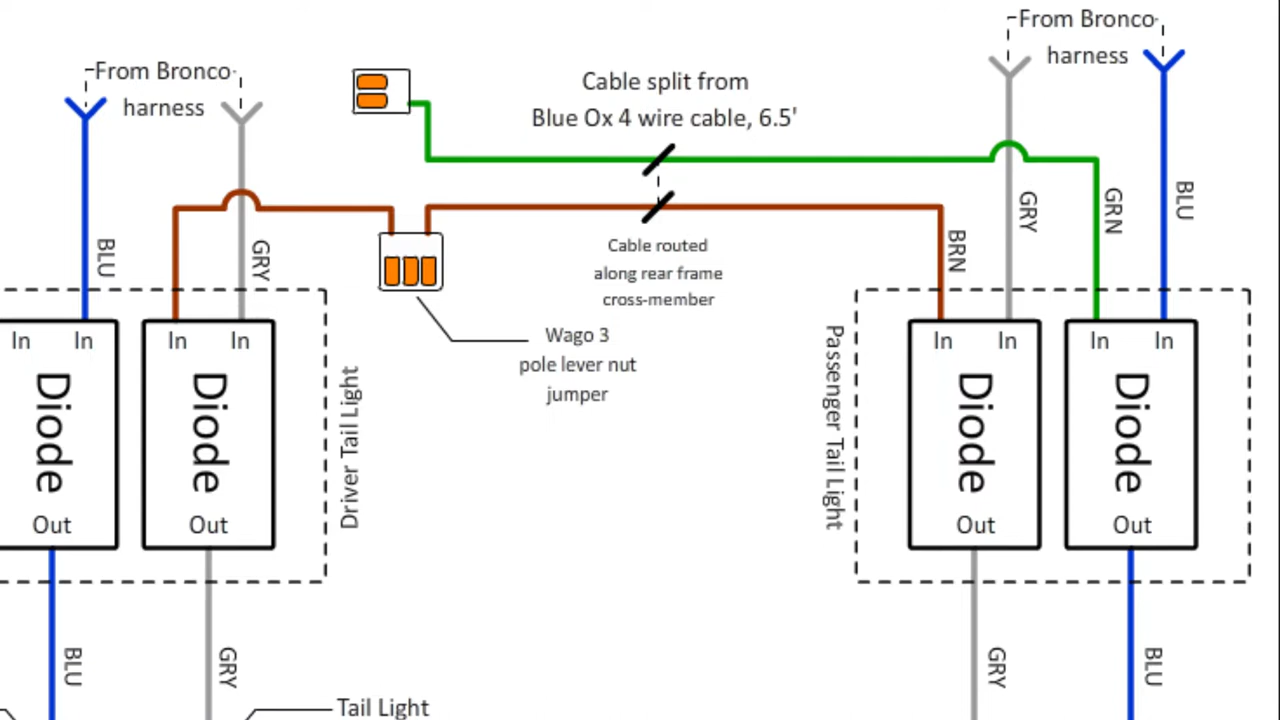 From Bronco
harness
From Bronco
harness
Cable split from
Blue Ox 4 wire cable, 6.5'
BLU
GRY
GRY
GRN
BLU
BRN
Cable routed
along rear frame
cross-member
Wago 3
pole lever nut
jumper
In
In
In
In
In
In
In
In
Diode
Diode
Driver Tail Light
Passenger Tail Light
Diode
Diode
Out
Out
Out
Out
BLU
GRY
GRY
BLU
Tail Light